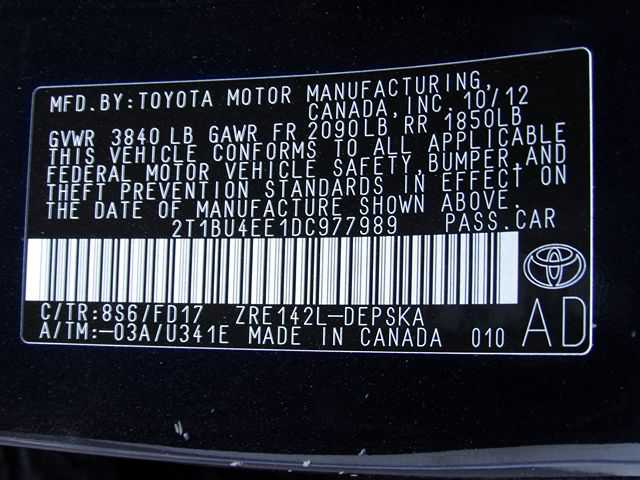 MFD.BY:TOYOTA MOTOR MANUFACTURING,
CANADA,INC.10/12
GVWR 3840LB GAWR FR 2090LB RR 1850LB
THIS VEHICLE CONFORMS TO ALL APPLICABLE
FEDERAL MOTOR VEHICLE SAFETY,BUMPER,AND
THEFT PREVENTION STANDARDS IN EFFECT ON
THE DATE OF MANUFACTURE SHOWN ABOVE.
2T1BU4EE1DC977989 PASS.CAR
C/TR:8S6/FD17 ZRE142L-DEPSKA
A/TM:-03A/U341E MADE IN CANADA 010
AD